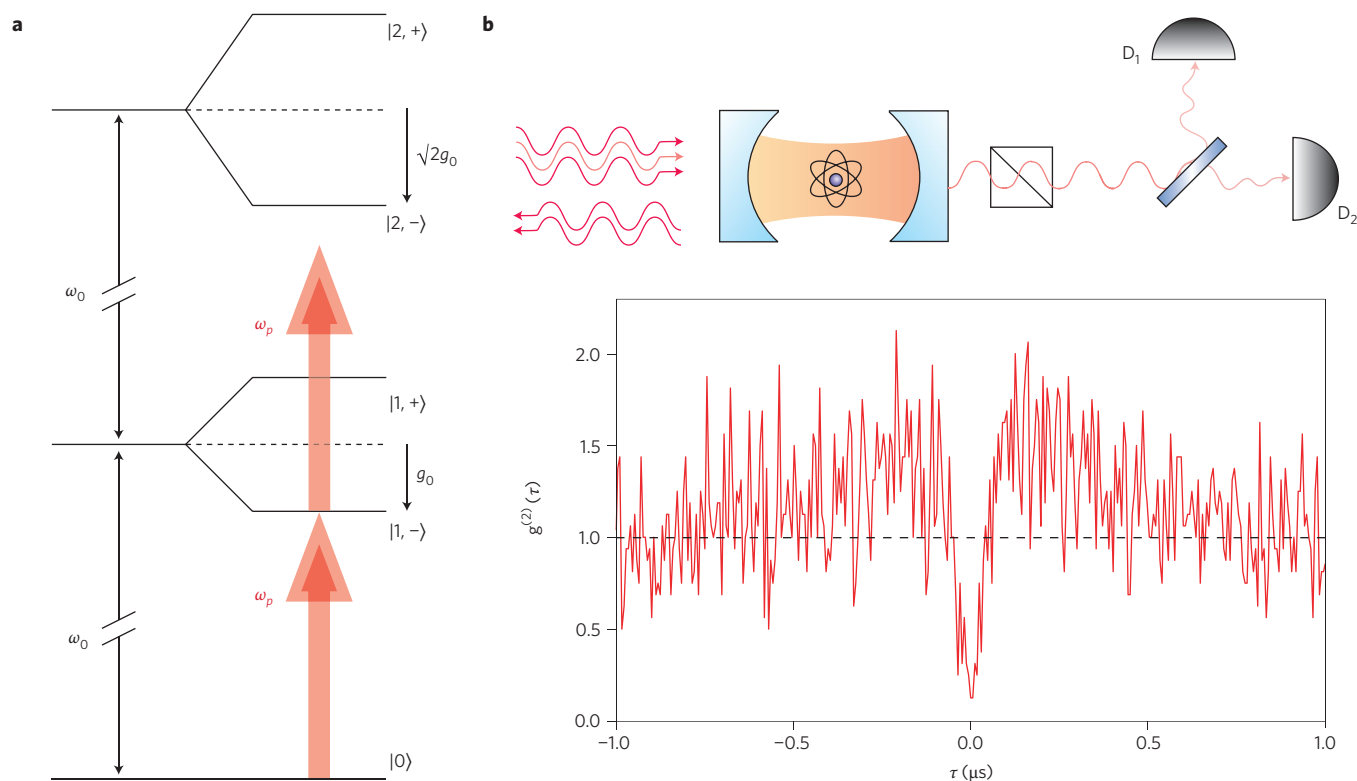 a
|2, +⟩
√2g₀
|2, −⟩
ω₀
ωₚ
|1, +⟩
g₀
|1, −⟩
ωₚ
ω₀
|0⟩
b
D₁
D₂
g⁽²⁾(τ)
2.0
1.5
1.0
0.5
0.0
−1.0
−0.5
0.0
0.5
1.0
τ (μs)